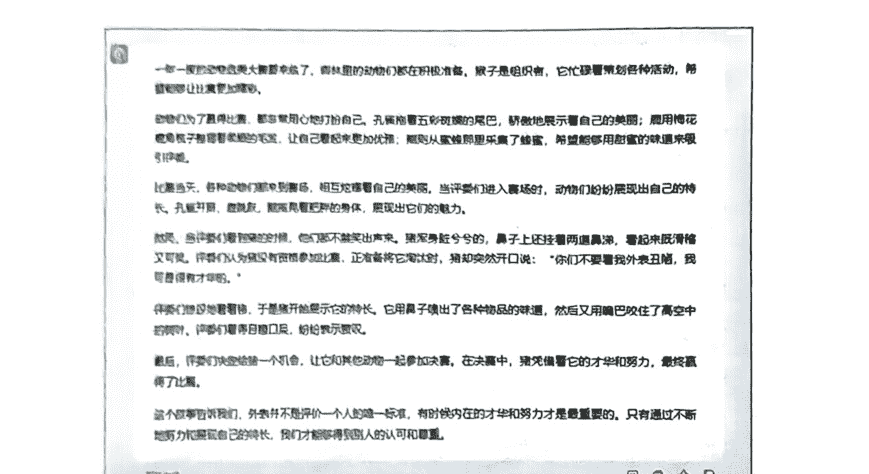 一年一度的动物选美大赛要来临了，森林里的动物们都在积极准备。猴子是组织者，它忙碌着策划各种活动，希
望能够让比赛更加精彩。
动物们为了赢得比赛，都非常用心地打扮自己。孔雀拖着五彩斑斓的尾巴，骄傲地展示着自己的美丽；鹿用梅花
鹿角梳子梳着柔顺的毛发，让自己看起来更加优雅；熊则从蜜蜂那里采集了蜂蜜，希望能够用甜蜜的味道来吸
引评委。
比赛当天，各种动物们都来到赛场，相互炫耀着自己的美丽。当评委们进入赛场时，动物们纷纷展现出自己的特
长。孔雀开屏，鹿跳跃，熊摇晃着肥胖的身体，展现出它们的魅力。
然而，当评委们看到猪的时候，他们都不禁笑出声来。猪浑身脏兮兮的，鼻子上还挂着两道鼻涕，看起来既滑稽
又可笑。评委们认为猪没有资格参加比赛，正准备将它淘汰时，猪却突然开口说："你们不要看我外表丑陋，我
可是很有才华的。"
评委们惊讶地看着猪，于是猪开始展示它的特长。它用鼻子嗅出了各种物品的味道，然后又用嘴巴咬住了高空中
的树叶。评委们看得目瞪口呆，纷纷表示赞叹。
最后，评委们决定给猪一个机会，让它和其他动物一起参加决赛。在决赛中，猪凭借着它的才华和努力，最终赢
得了比赛。
这个故事告诉我们，外表并不是评价一个人的唯一标准，有时候内在的才华和努力才是最重要的。只有通过不断
地努力和展现自己的特长，我们才能够得到别人的认可和尊重。